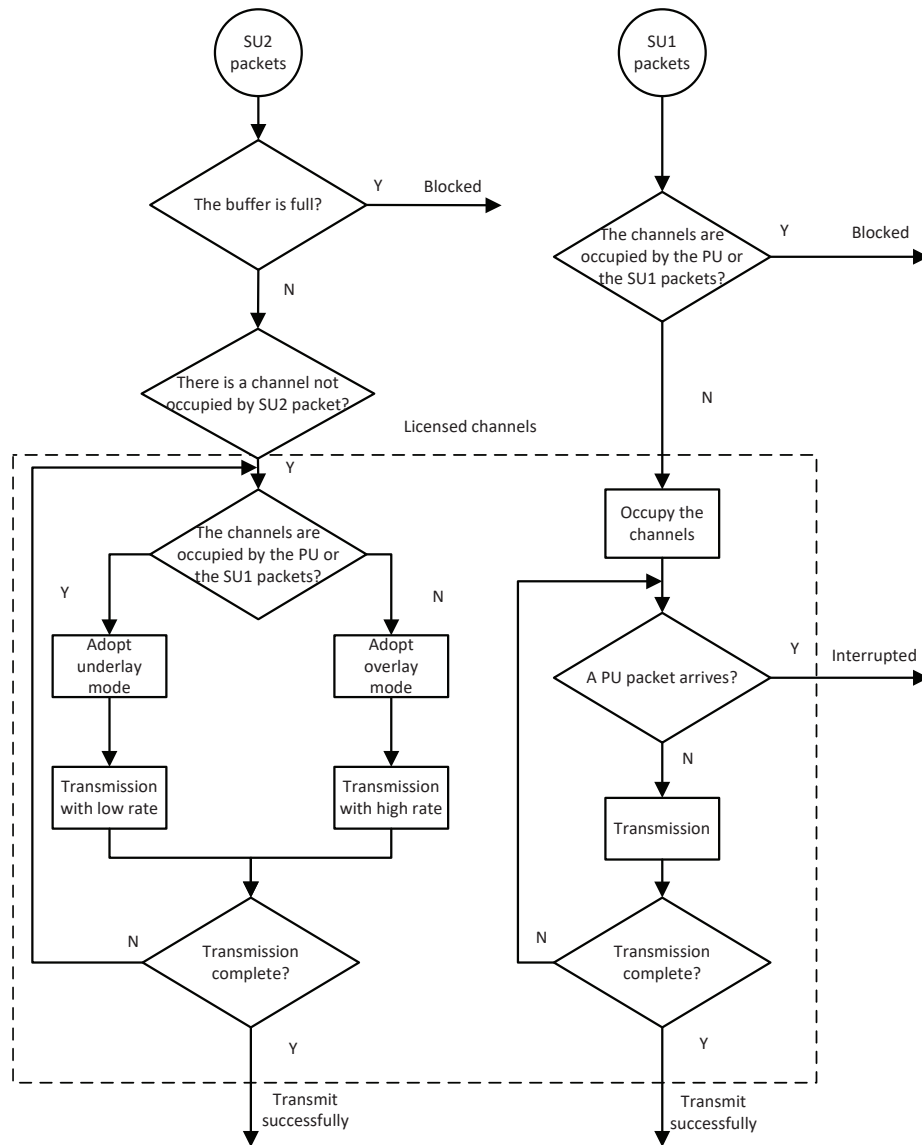 SU2
packets
The buffer is full?
Y
Blocked
N
There is a channel not
occupied by SU2 packet?
Y
The channels are
occupied by the PU or
the SU1 packets?
Y
N
Adopt
underlay
mode
Adopt
overlay
mode
Transmission
with low rate
Transmission
with high rate
Transmission
complete?
N
Y
Transmit
successfully
Licensed channels
SU1
packets
The channels are
occupied by the PU or
the SU1 packets?
Y
Blocked
N
Occupy the
channels
A PU packet arrives?
Y
Interrupted
N
Transmission
Transmission
complete?
N
Y
Transmit
successfully